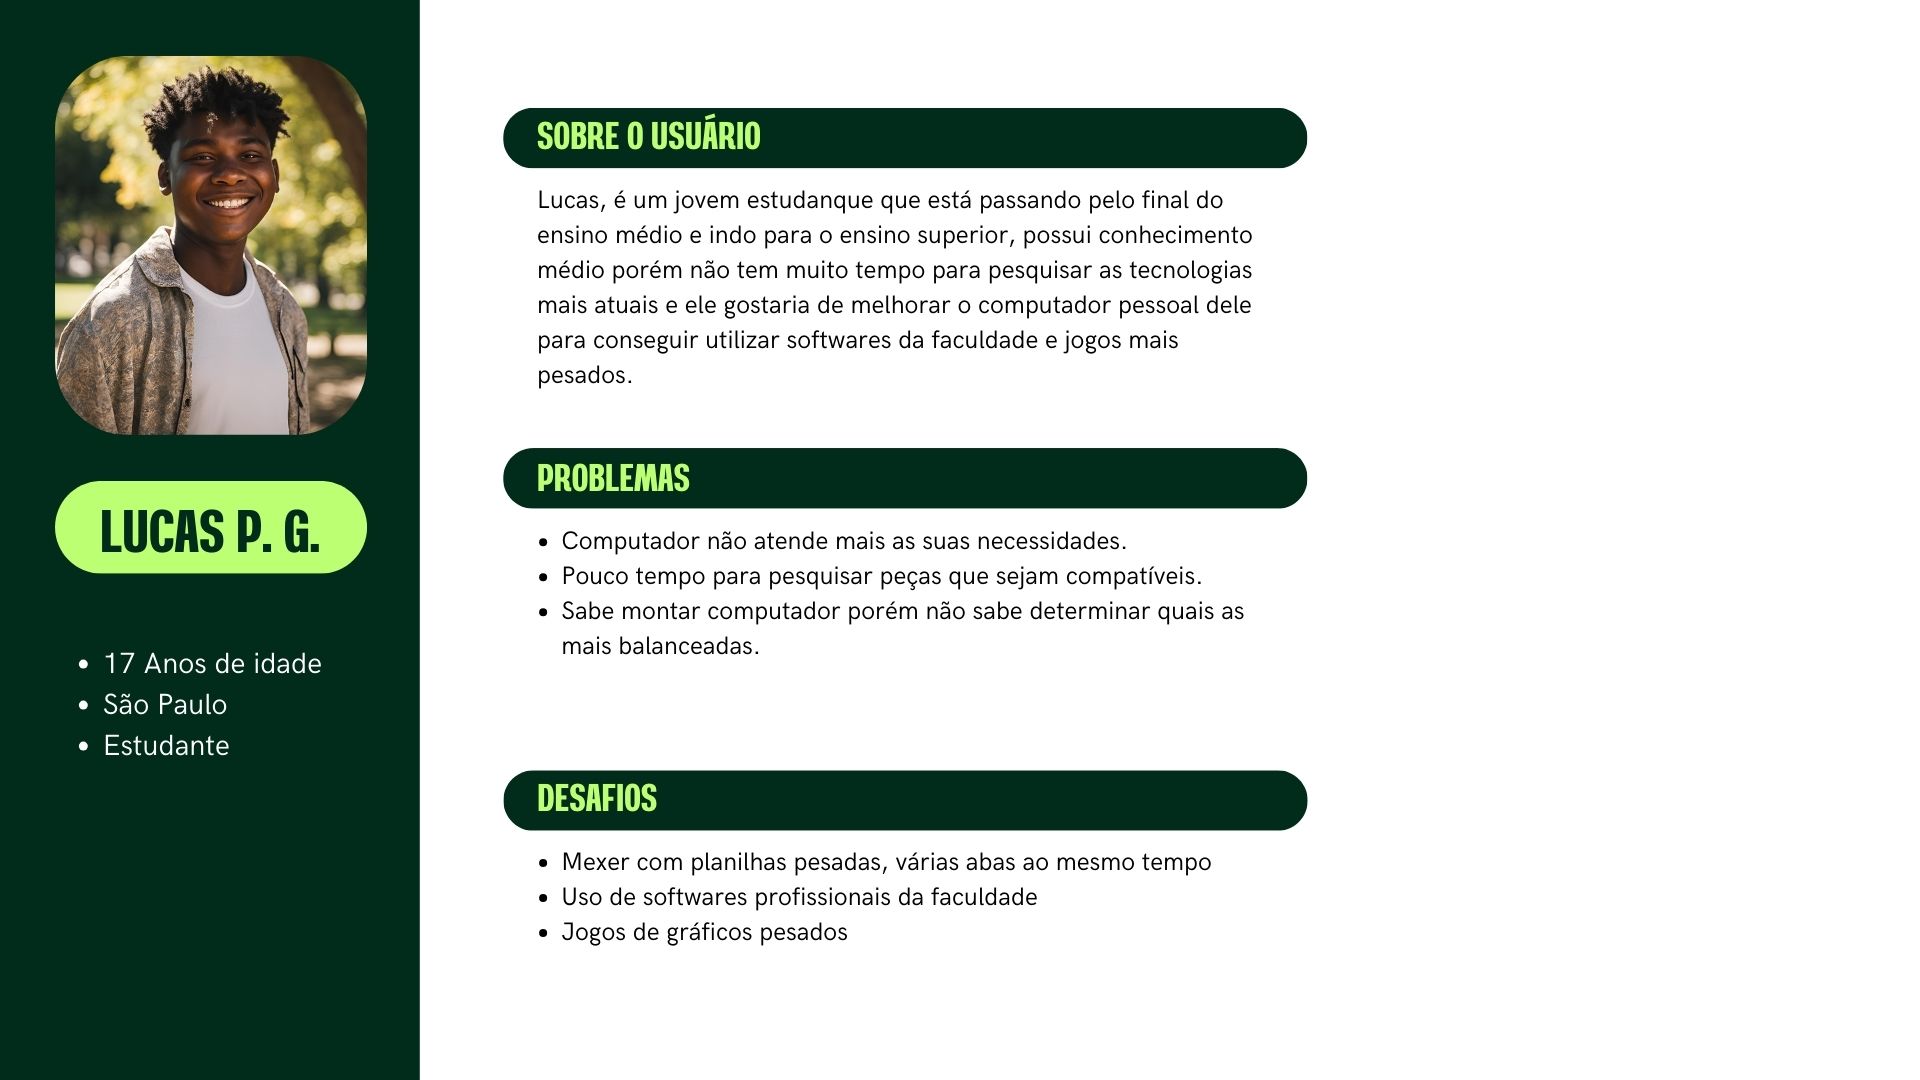 LUCAS P. G.
17 Anos de idade
São Paulo
Estudante
SOBRE O USUÁRIO
Lucas, é um jovem estudanque que está passando pelo final do
ensino médio e indo para o ensino superior, possui conhecimento
médio porém não tem muito tempo para pesquisar as tecnologias
mais atuais e ele gostaria de melhorar o computador pessoal dele
para conseguir utilizar softwares da faculdade e jogos mais
pesados.
PROBLEMAS
Computador não atende mais as suas necessidades.
Pouco tempo para pesquisar peças que sejam compatíveis.
Sabe montar computador porém não sabe determinar quais as
mais balanceadas.
DESAFIOS
Mexer com planilhas pesadas, várias abas ao mesmo tempo
Uso de softwares profissionais da faculdade
Jogos de gráficos pesados